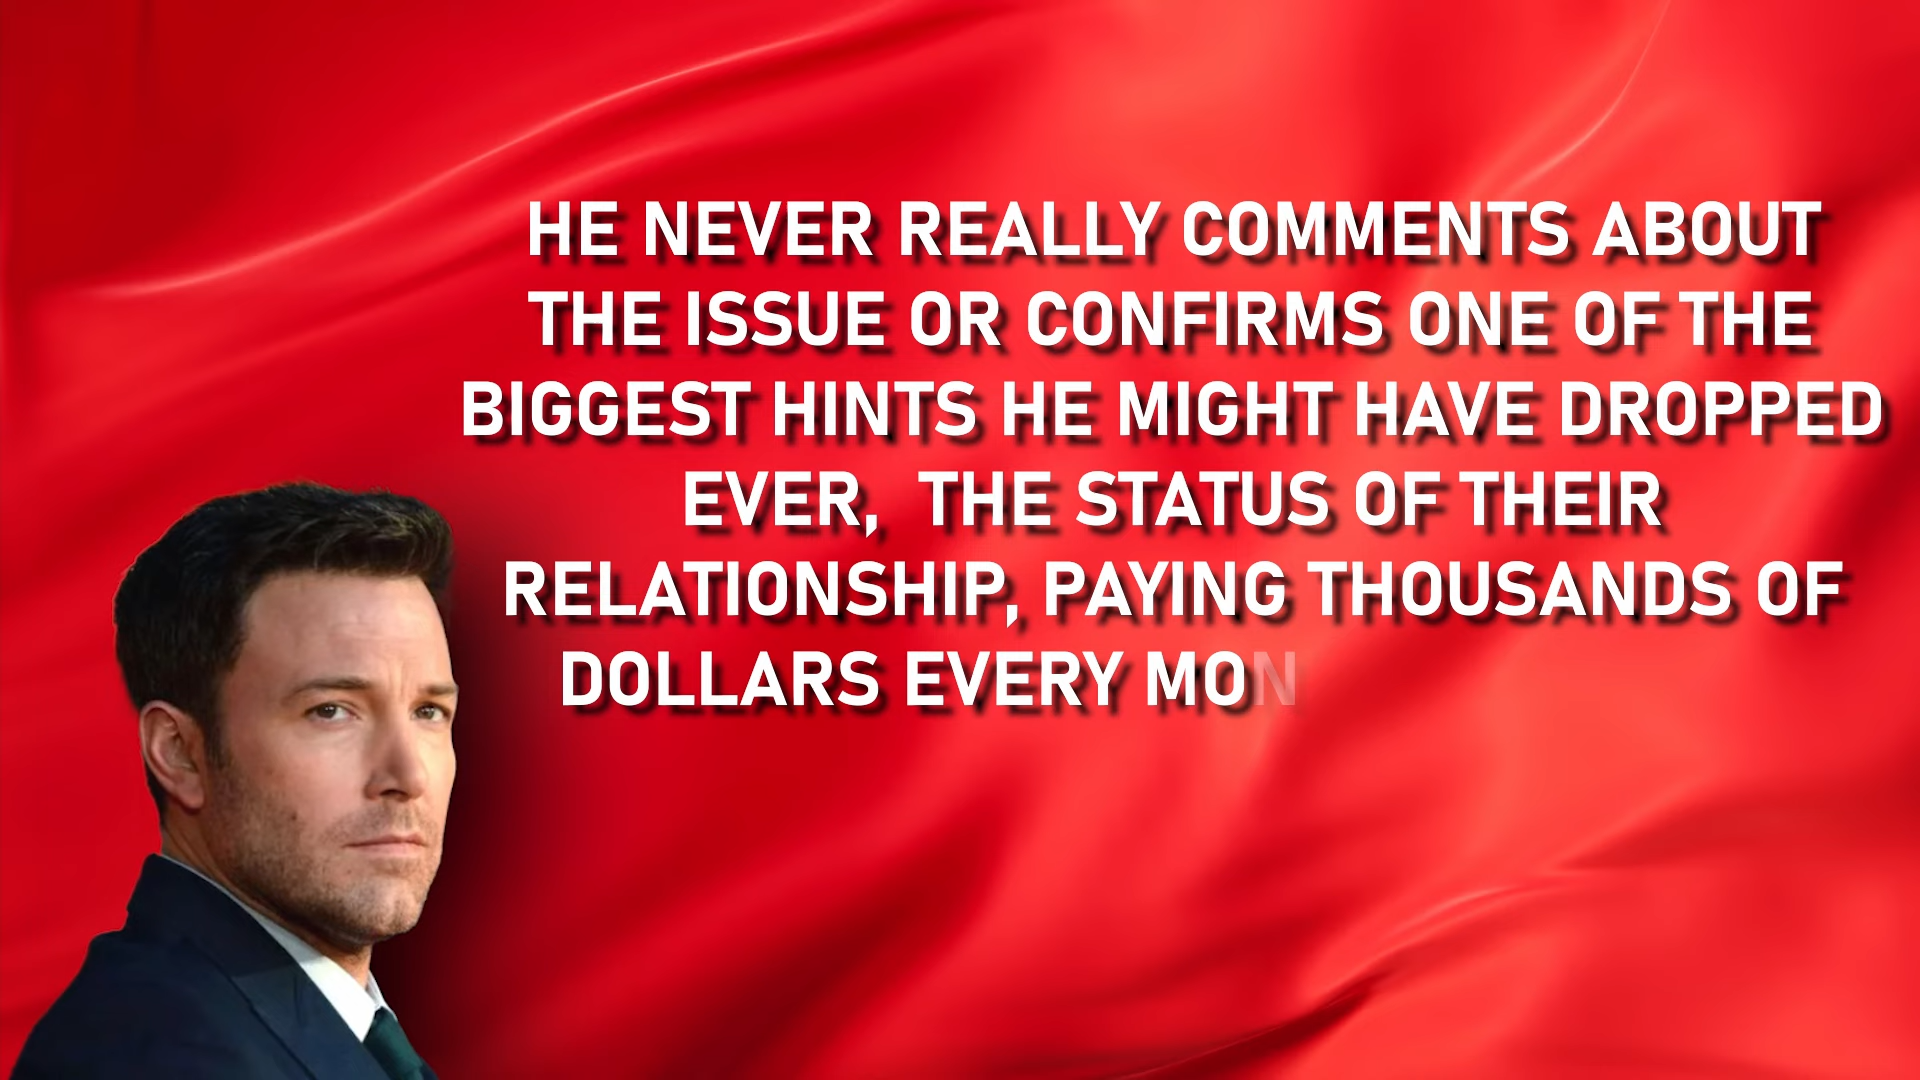 HE NEVER REALLY COMMENTS ABOUT
THE ISSUE OR CONFIRMS ONE OF THE
BIGGEST HINTS HE MIGHT HAVE DROPPED
EVER,  THE STATUS OF THEIR
RELATIONSHIP, PAYING THOUSANDS OF
DOLLARS EVERY MON